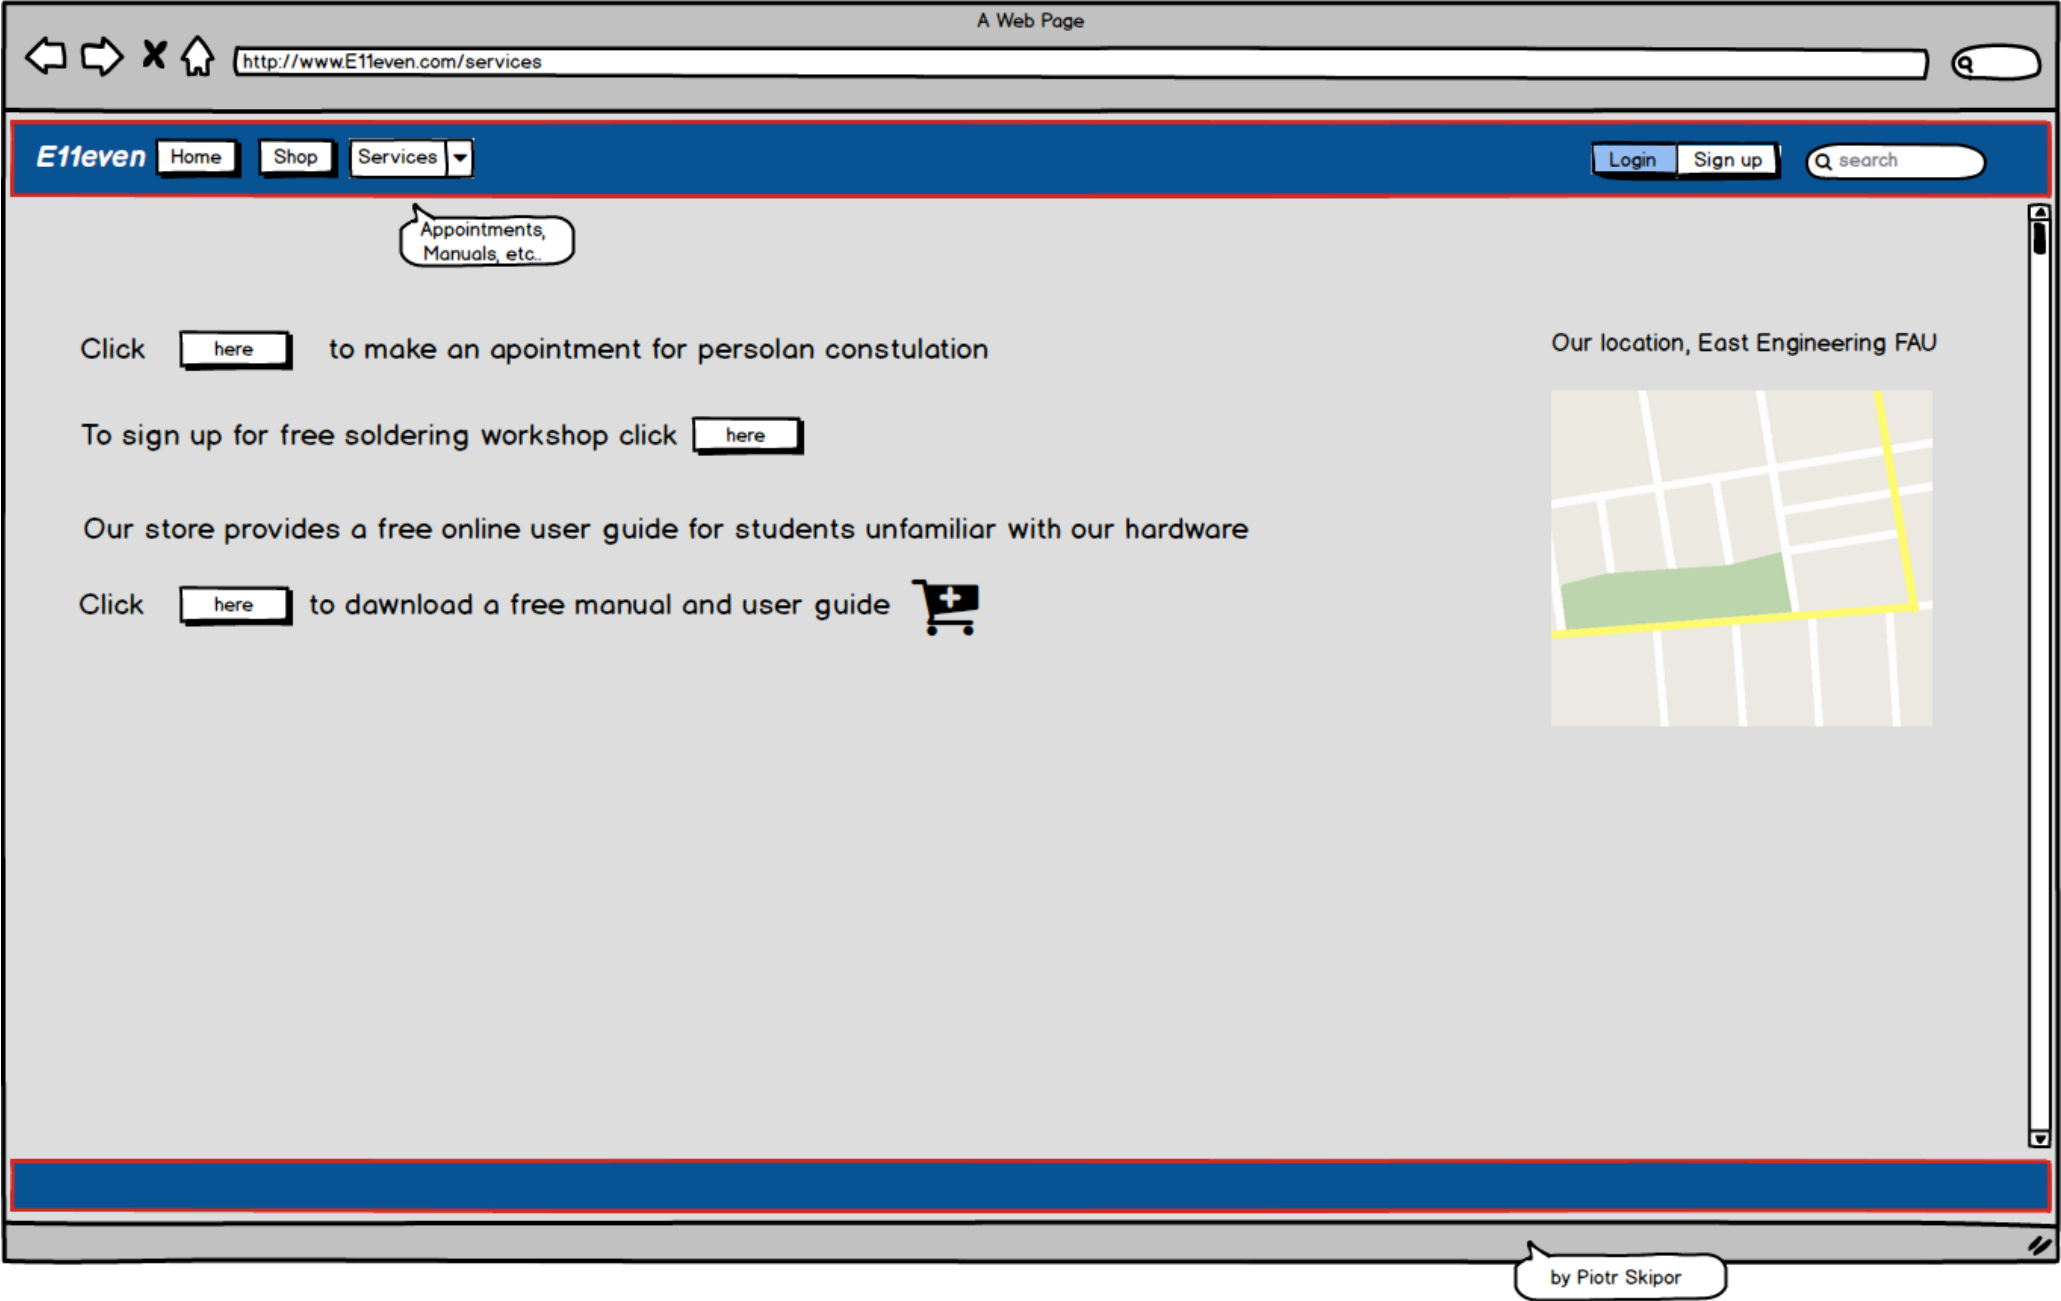 A Web Page
http://www.E11even.com/services
E11even Home Shop Services Login Sign up search
Appointments,
Manuals, etc..
Click here to make an apointment for persolan constulation
Our location, East Engineering FAU
To sign up for free soldering workshop click here
Our store provides a free online user guide for students unfamiliar with our hardware
Click here to dawnload a free manual and user guide
by Piotr Skipor